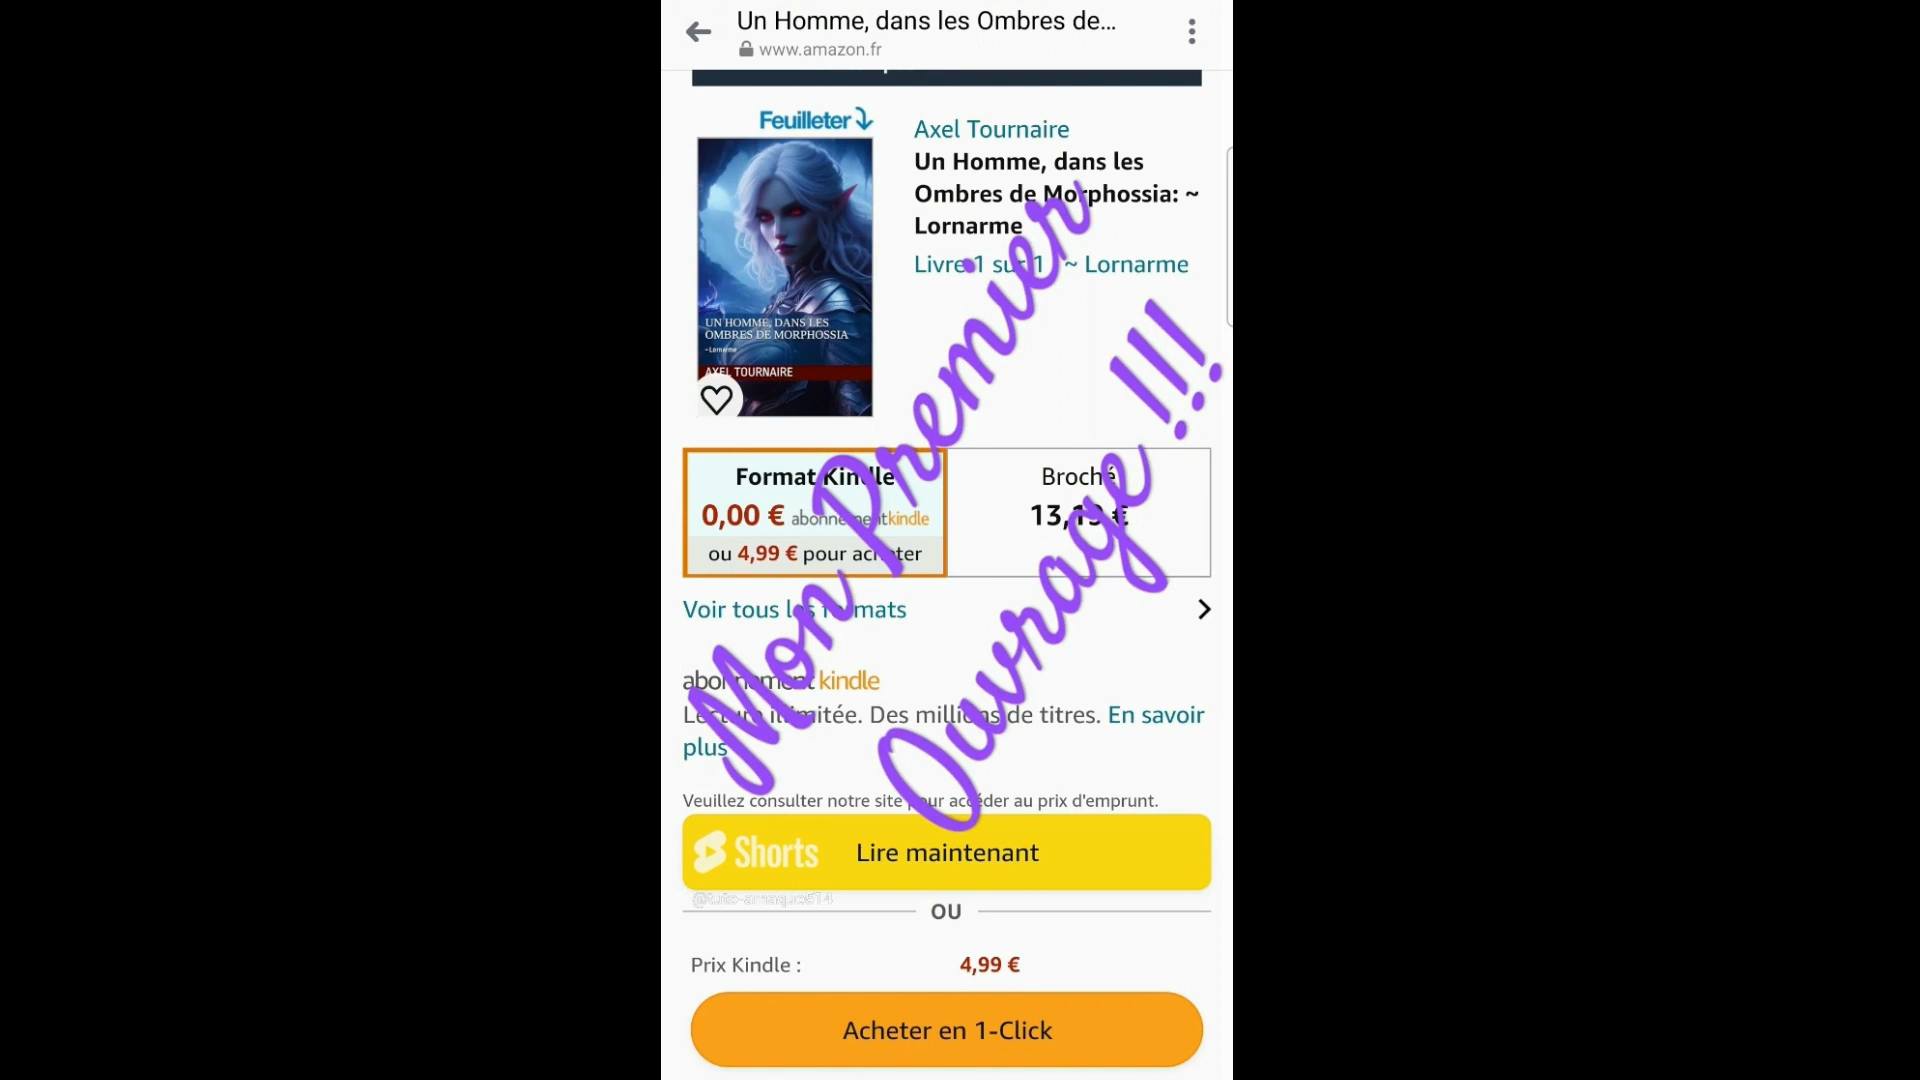 Un Homme, dans les Ombres de...
www.amazon.fr
Feuilleter
Axel Tournaire
Un Homme, dans les
Ombres de Morphossia: ~
Lornarme
Livre 1 sur 1 ~ Lornarme
UN HOMME, DANS LES
OMBRES DE MORPHOSSIA
~Lornarme
AXEL TOURNAIRE
Format Kindle
0,00 € abonnementkindle
ou 4,99 € pour acheter
Broché
€
Voir tous les formats
abonnement kindle
Lecture illimitée. Des millions de titres. En savoir
plus
Veuillez consulter notre site pour accéder au prix d'emprunt.
Shorts
Lire maintenant
OU
Prix Kindle :
4,99 €
Acheter en 1-Click
Mon Premier
Ouvrage !!!